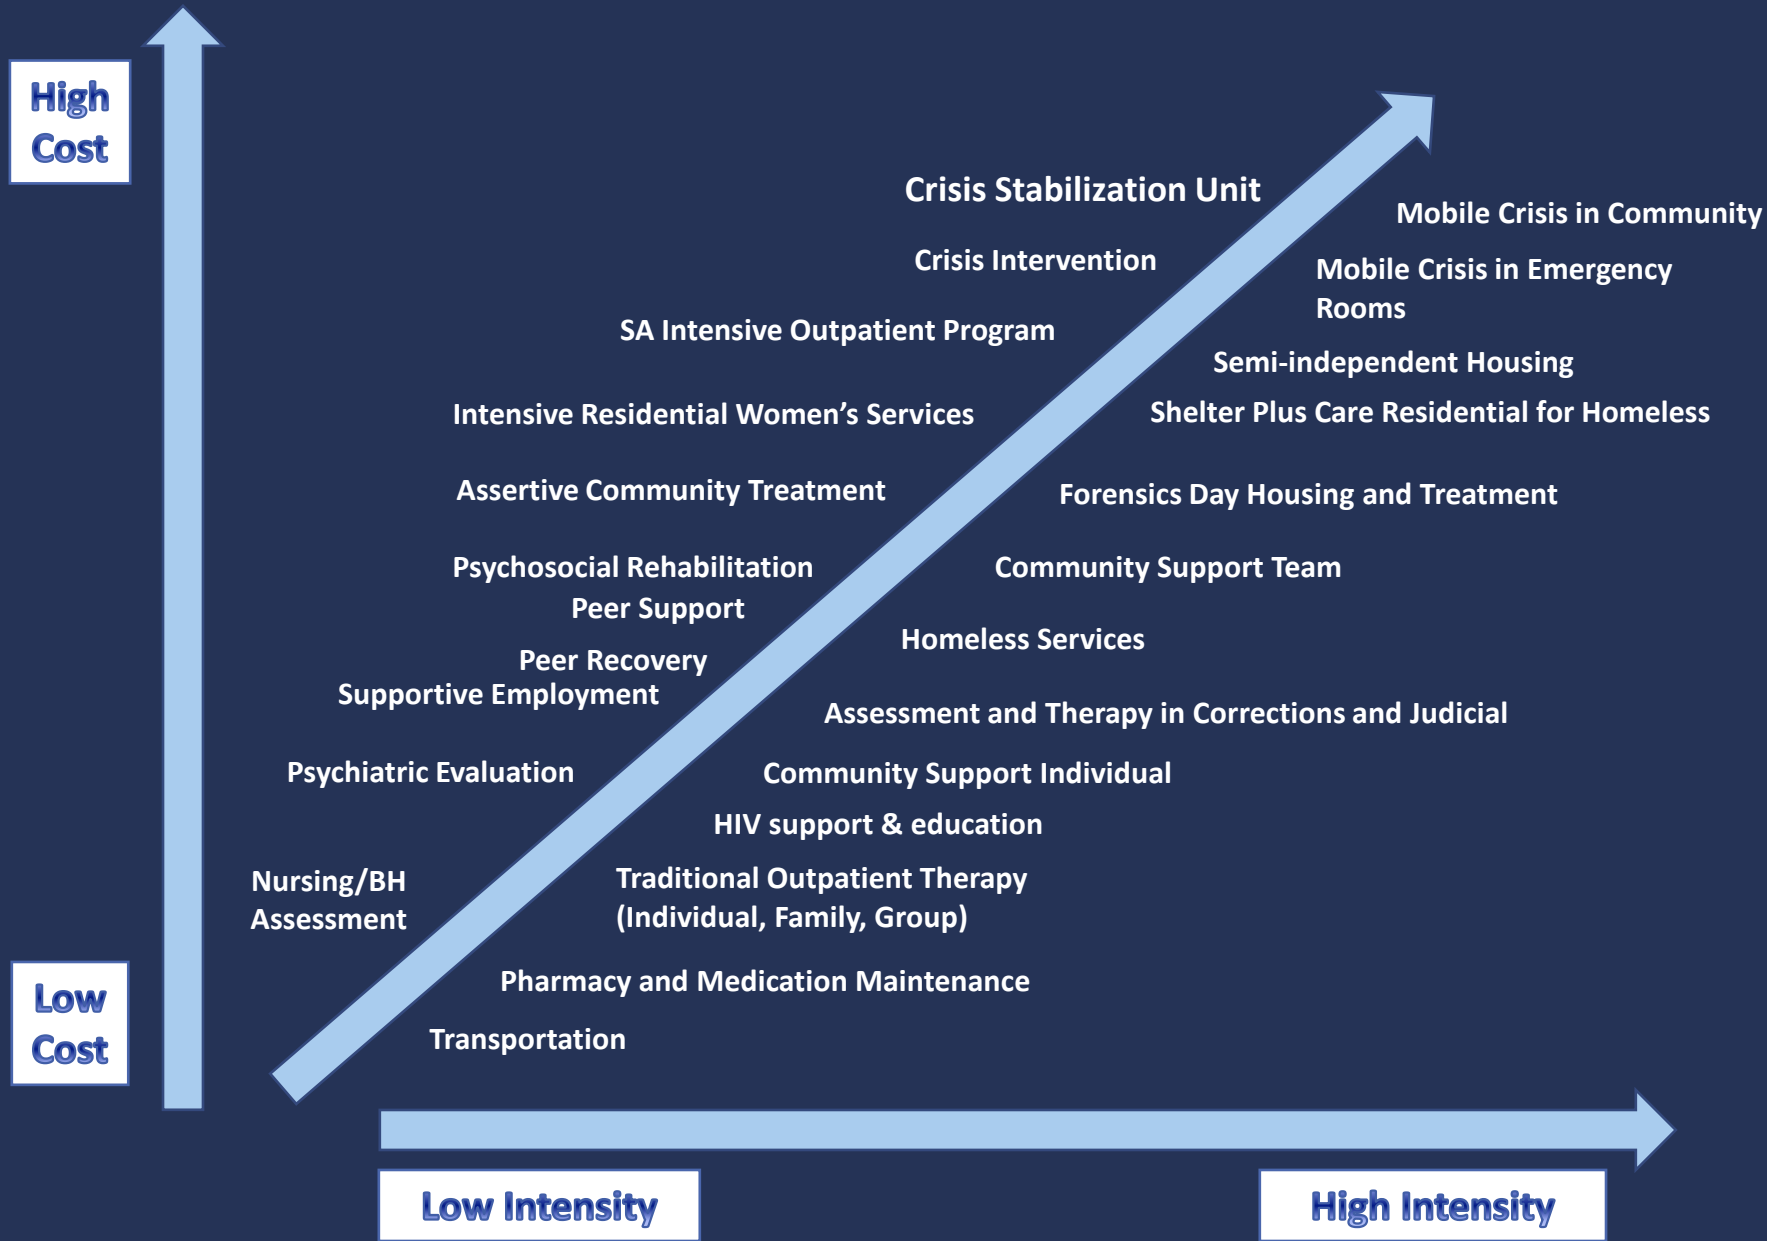 High
Cost
Crisis Stabilization Unit
Mobile Crisis in Community
Crisis Intervention
Mobile Crisis in Emergency
Rooms
SA Intensive Outpatient Program
Semi-independent Housing
Intensive Residential Women’s Services
Shelter Plus Care Residential for Homeless
Assertive Community Treatment
Forensics Day Housing and Treatment
Psychosocial Rehabilitation
Community Support Team
Peer Support
Homeless Services
Peer Recovery
Supportive Employment
Assessment and Therapy in Corrections and Judicial
Psychiatric Evaluation
Community Support Individual
HIV support & education
Nursing/BH
Assessment
Traditional Outpatient Therapy
(Individual, Family, Group)
Pharmacy and Medication Maintenance
Low
Cost
Transportation
Low Intensity
High Intensity